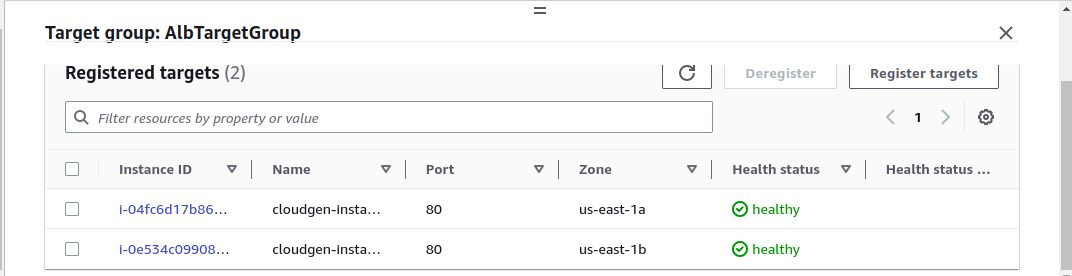 Target group: AlbTargetGroup
Registered targets (2)
Deregister
Register targets
Filter resources by property or value
1
Instance ID Name Port Zone Health status Health status ...
i-04fc6d17b86... cloudgen-insta... 80 us-east-1a healthy
i-0e534c09908... cloudgen-insta... 80 us-east-1b healthy